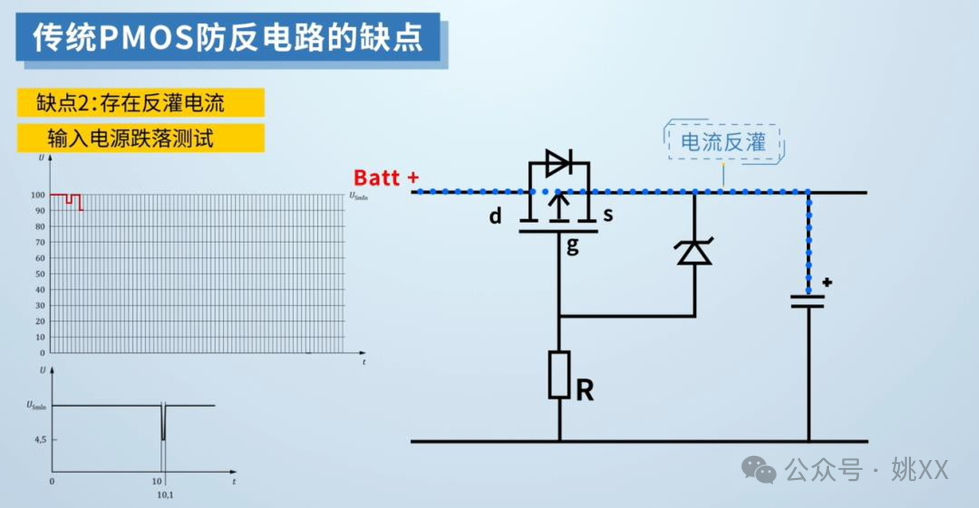 传统PMOS防反电路的缺点
缺点2:存在反灌电流
输入电源跌落测试
U
100
90
80
70
60
50
40
30
20
10
0
USmin
t
U
USmin
4,5
0
10
10,1
t
Batt +
电流反灌
d
s
g
+
R
公众号 · 姚XX